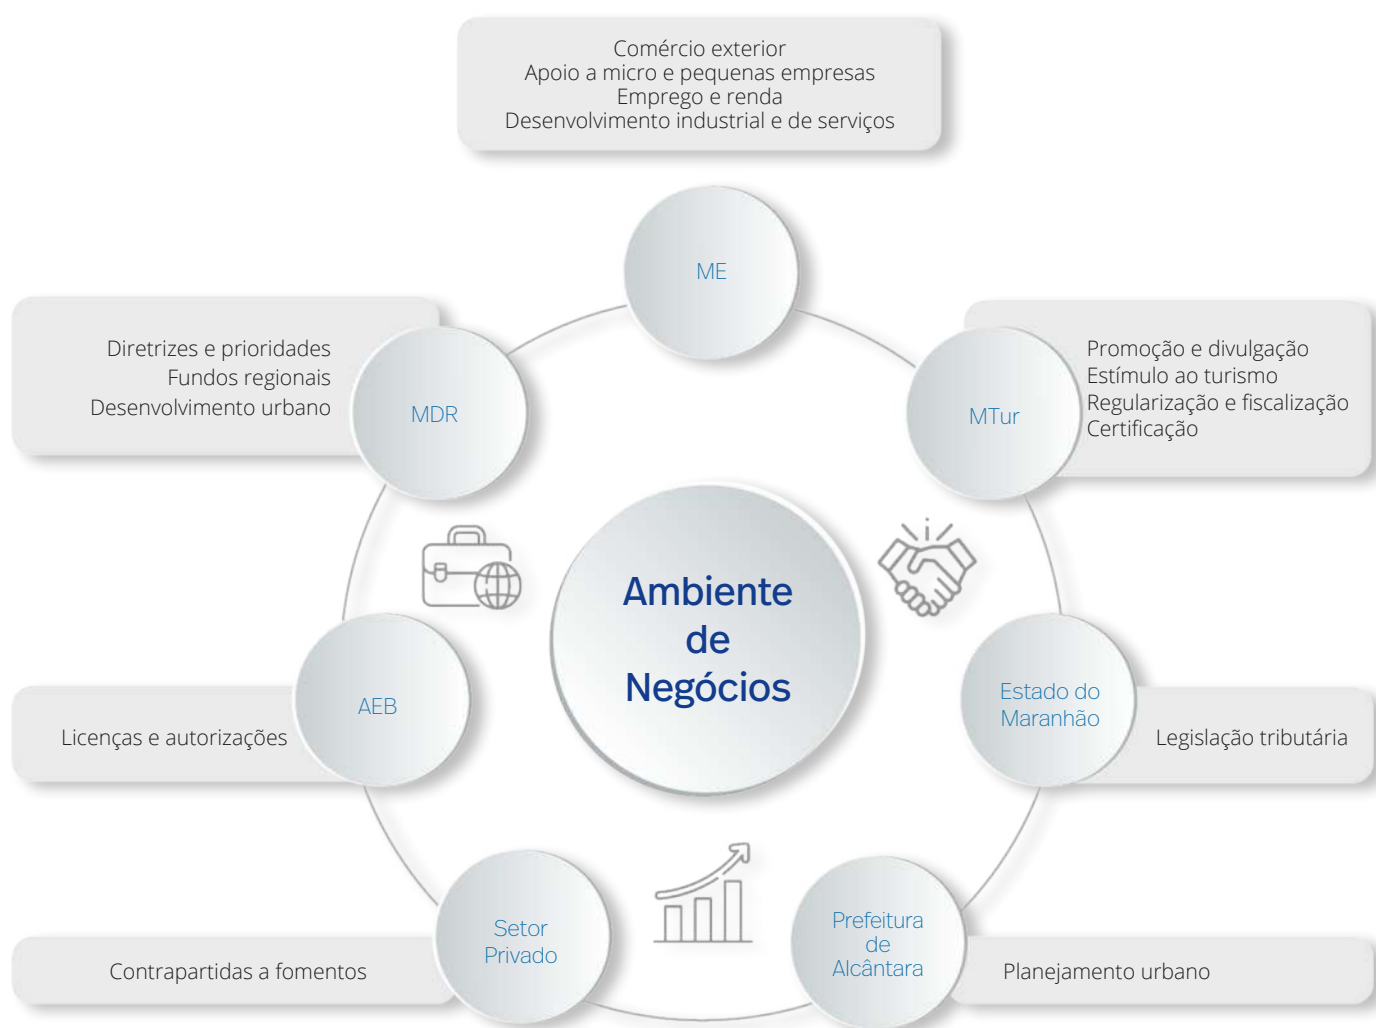 Comércio exterior
Apoio a micro e pequenas empresas
Emprego e renda
Desenvolvimento industrial e de serviços
ME
Diretrizes e prioridades
Fundos regionais
Desenvolvimento urbano
MDR
MTur
Promoção e divulgação
Estímulo ao turismo
Regularização e fiscalização
Certificação
Ambiente
de
Negócios
Licenças e autorizações
AEB
Estado do
Maranhão
Legislação tributária
Contrapartidas a fomentos
Setor
Privado
Prefeitura
de
Alcântara
Planejamento urbano